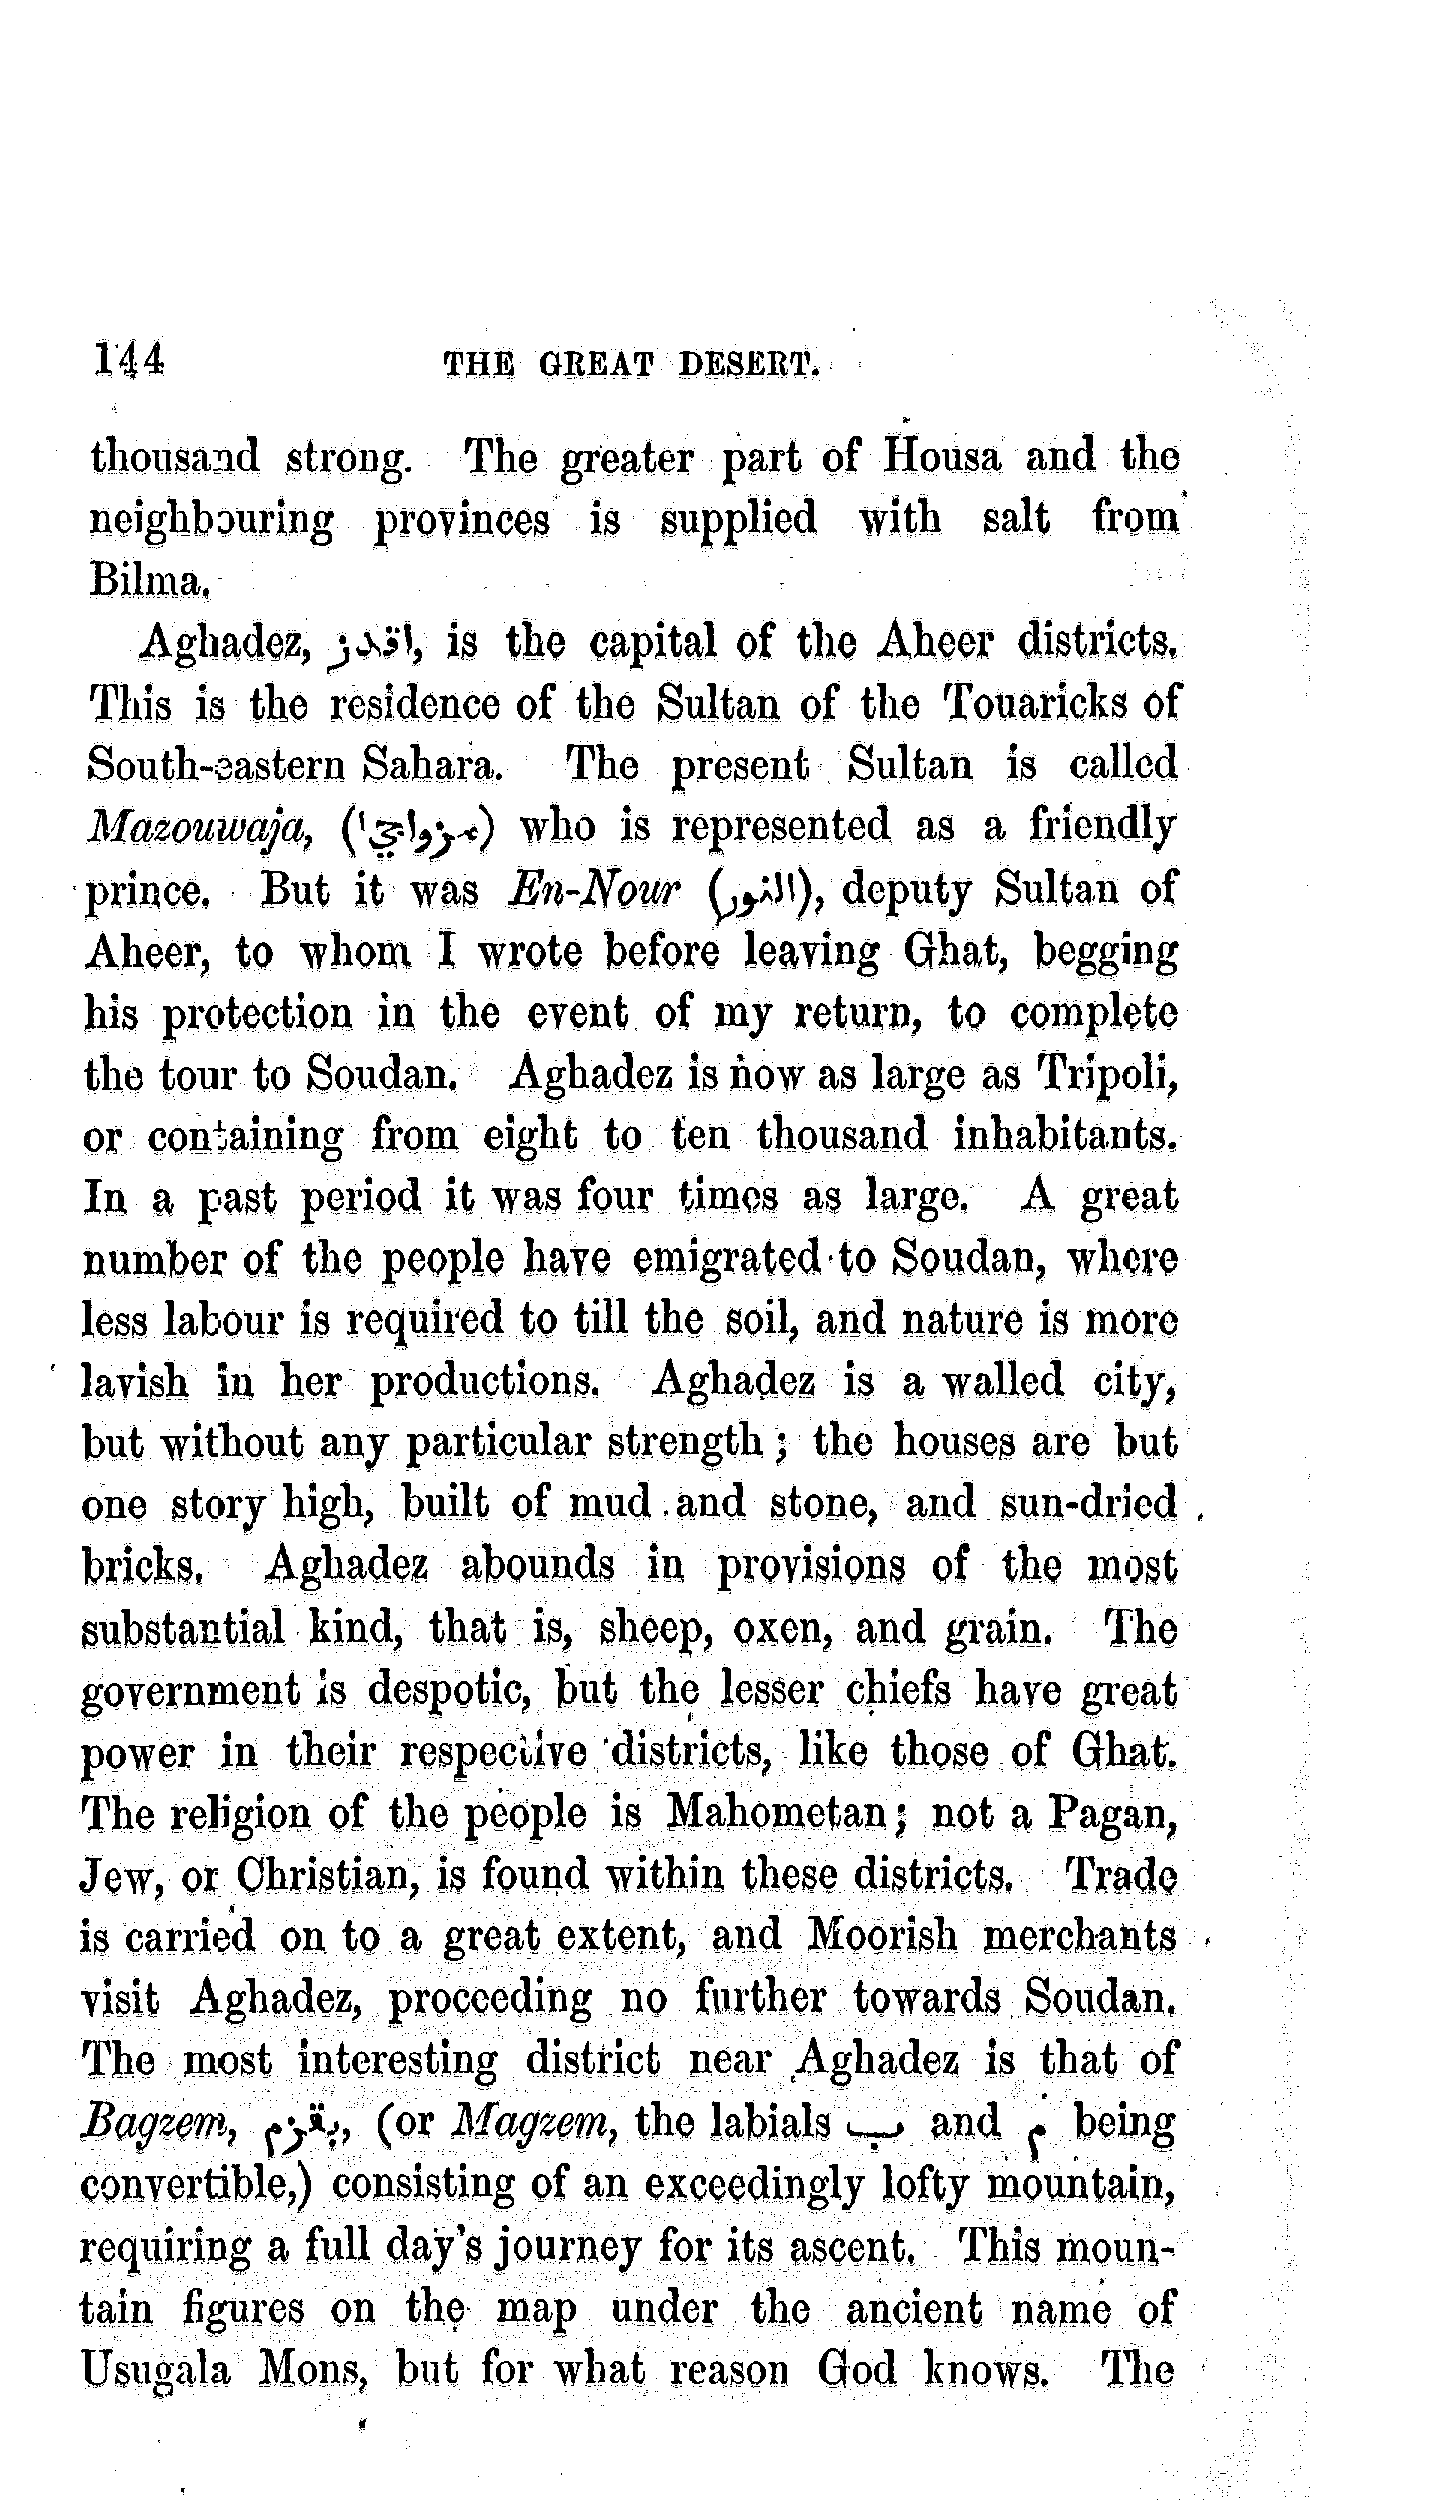 144 THE GREAT DESERT.
thousand strong. The greater part of Housa and the
neighbouring provinces is supplied with salt from
Bilma.
Aghadez, اقدز, is the capital of the Aheer districts.
This is the residence of the Sultan of the Touaricks of
South-eastern Sahara. The present Sultan is called
Mazouwaja, (مزواجي) who is represented as a friendly
prince. But it was En-Nour (النور), deputy Sultan of
Aheer, to whom I wrote before leaving Ghat, begging
his protection in the event of my return, to complete
the tour to Soudan. Aghadez is now as large as Tripoli,
or containing from eight to ten thousand inhabitants.
In a past period it was four times as large. A great
number of the people have emigrated to Soudan, where
less labour is required to till the soil, and nature is more
lavish in her productions. Aghadez is a walled city,
but without any particular strength; the houses are but
one story high, built of mud and stone, and sun-dried
bricks. Aghadez abounds in provisions of the most
substantial kind, that is, sheep, oxen, and grain. The
government is despotic, but the lesser chiefs have great
power in their respective districts, like those of Ghat.
The religion of the people is Mahometan; not a Pagan,
Jew, or Christian, is found within these districts. Trade
is carried on to a great extent, and Moorish merchants
visit Aghadez, proceeding no further towards Soudan.
The most interesting district near Aghadez is that of
Bagzem, بقزم, (or Magzem, the labials ب and م being
convertible,) consisting of an exceedingly lofty mountain,
requiring a full day's journey for its ascent. This moun-
tain figures on the map under the ancient name of
Usugala Mons, but for what reason God knows. The